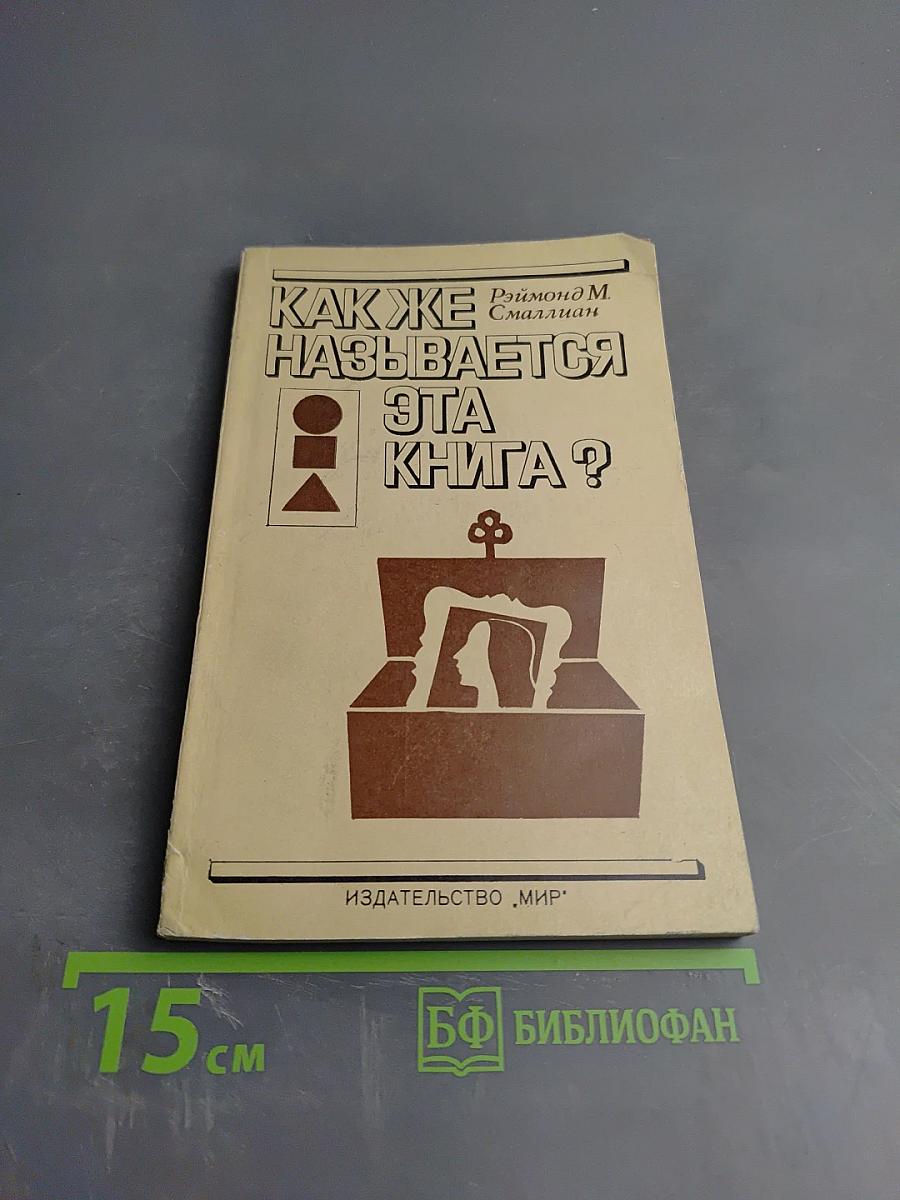 КАК ЖЕ
Рэймонд М.
Смаллиан
НАЗЫВАЕТСЯ
ЭТА
КНИГА?
ИЗДАТЕЛЬСТВО „МИР"
15 см
БФ БИБЛИОФАН